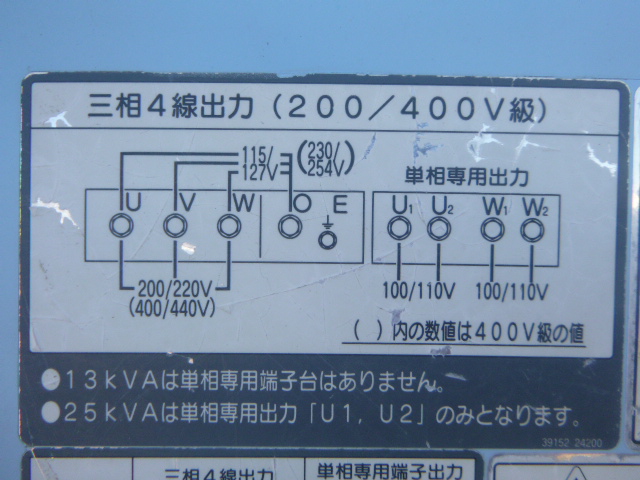 三相4線出力(200/400V級)
115/ (230/
127V 254V)
単相専用出力
U V W O E
U1 U2 W1 W2
200/220V
(400/440V)
100/110V 100/110V
( )内の数値は400V級の値
●13kVAは単相専用端子台はありません。
●25kVAは単相専用出力「U1, U2」のみとなります。
39152 24200
三相4線出力 単相専用端子出力